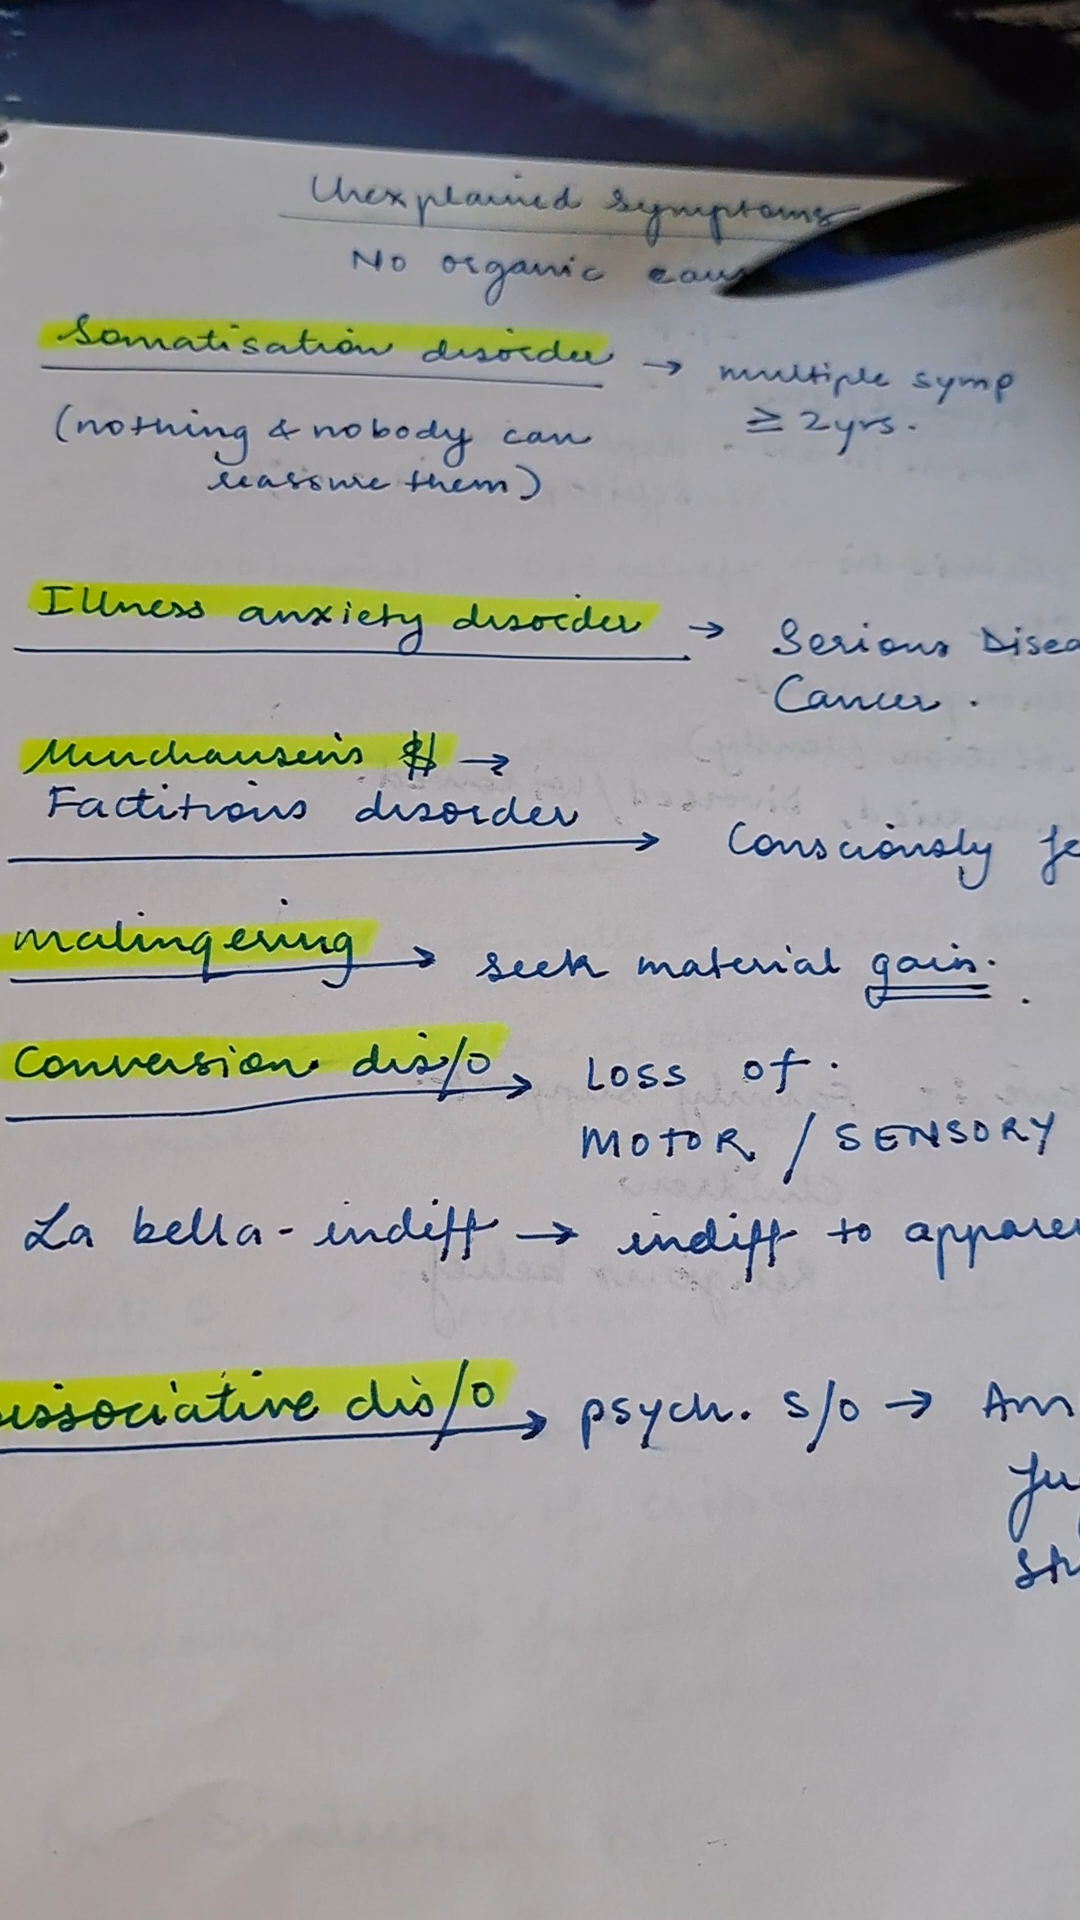 Unexplained Symptoms
No organic
Somatisation disorder → multiple symp
≥ 2yrs.
(nothing & nobody can
reassure them)
Illness anxiety disorder → Serious
Cancer.
Munchausen's $ →
Factitious disorder → Consciously
malingering → seek material gain.
Conversion dis/o → LOSS of.
MOTOR / SENSORY
La bella-indiff → indiff to
dis/o → psych. s/o →